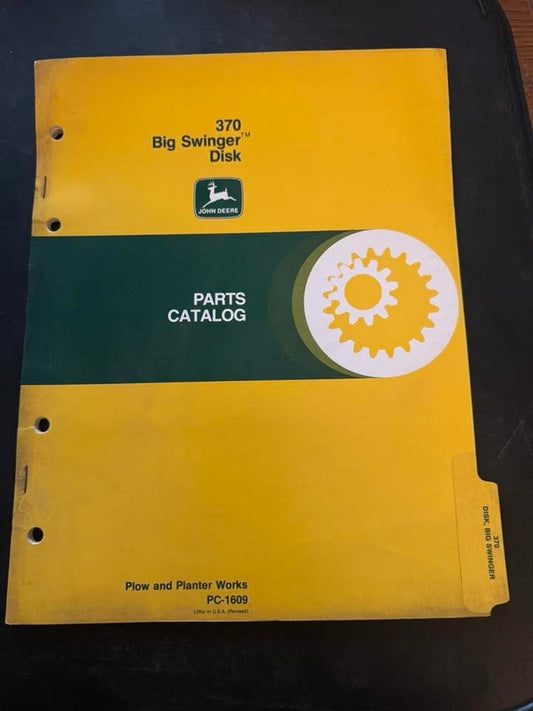 370
Big Swinger™
Disk
JOHN DEERE
PARTS
CATALOG
370
DISK, BIG SWINGER
Plow and Planter Works
PC-1609
Litho in U.S.A. (Revised)